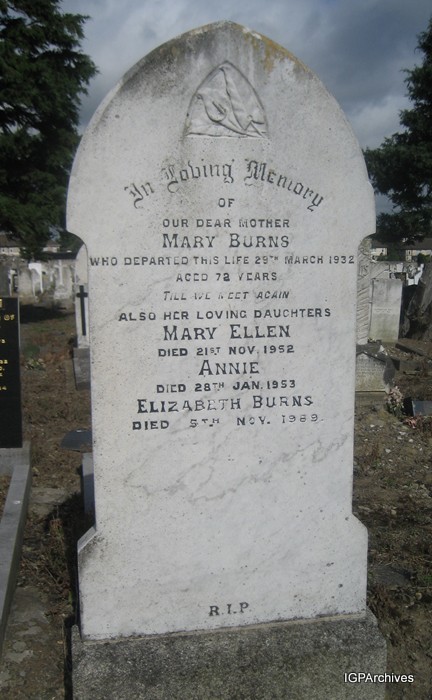 In Loving Memory
OF
OUR DEAR MOTHER
MARY BURNS
WHO DEPARTED THIS LIFE 29TH MARCH 1932
AGED 72 YEARS
TILL WE MEET AGAIN
ALSO HER LOVING DAUGHTERS
MARY ELLEN
DIED 21ST NOV. 1952
ANNIE
DIED 28TH JAN. 1953
ELIZABETH BURNS
DIED 5TH NOV. 1969.
R.I.P
IGPArchives